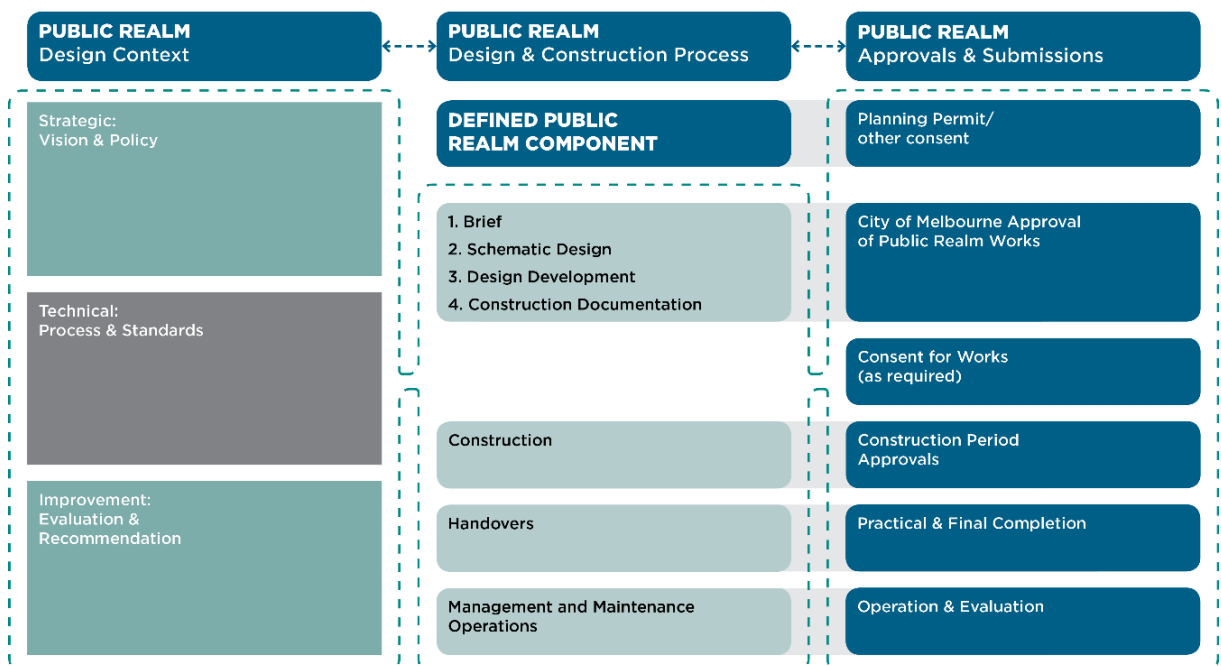 PUBLIC REALM
Design Context
PUBLIC REALM
Design & Construction Process
PUBLIC REALM
Approvals & Submissions
Strategic:
Vision & Policy
Technical:
Process & Standards
Improvement:
Evaluation &
Recommendation
DEFINED PUBLIC
REALM COMPONENT
1. Brief
2. Schematic Design
3. Design Development
4. Construction Documentation
Construction
Handovers
Management and Maintenance
Operations
Planning Permit/
other consent
City of Melbourne Approval
of Public Realm Works
Consent for Works
(as required)
Construction Period
Approvals
Practical & Final Completion
Operation & Evaluation